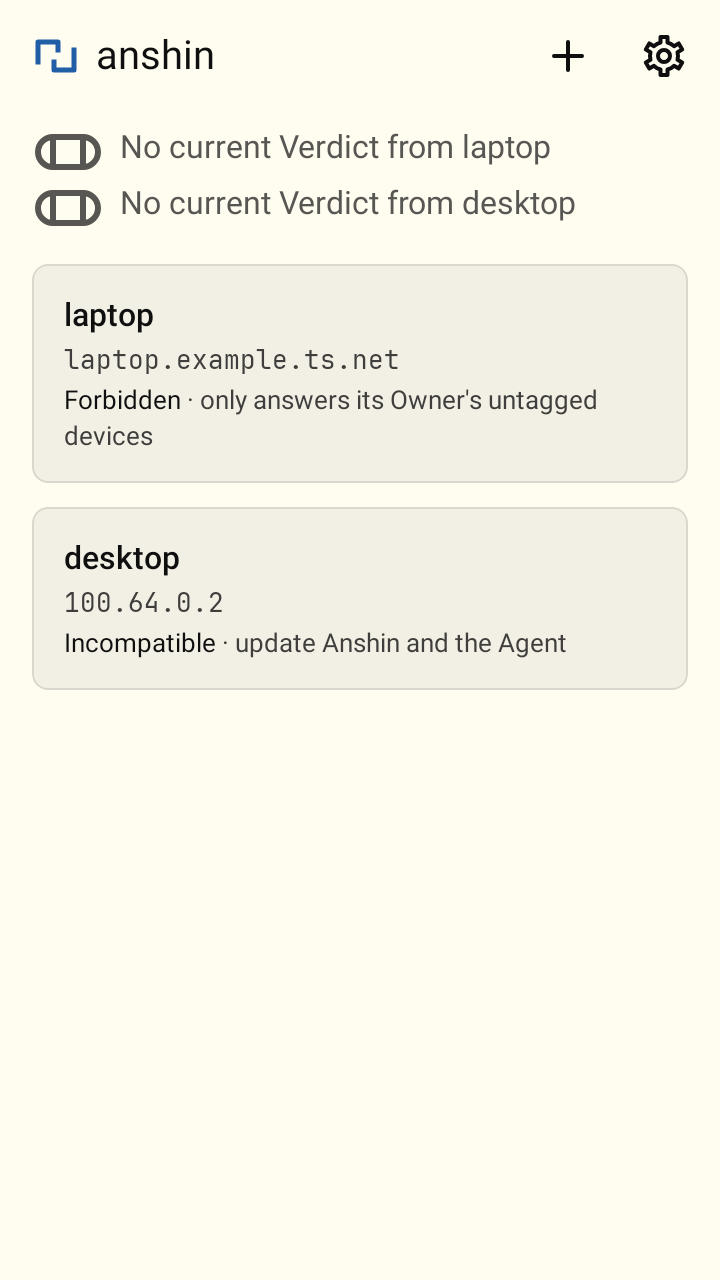 anshin
No current Verdict from laptop
No current Verdict from desktop
laptop
laptop.example.ts.net
Forbidden · only answers its Owner's untagged
devices
desktop
100.64.0.2
Incompatible · update Anshin and the Agent